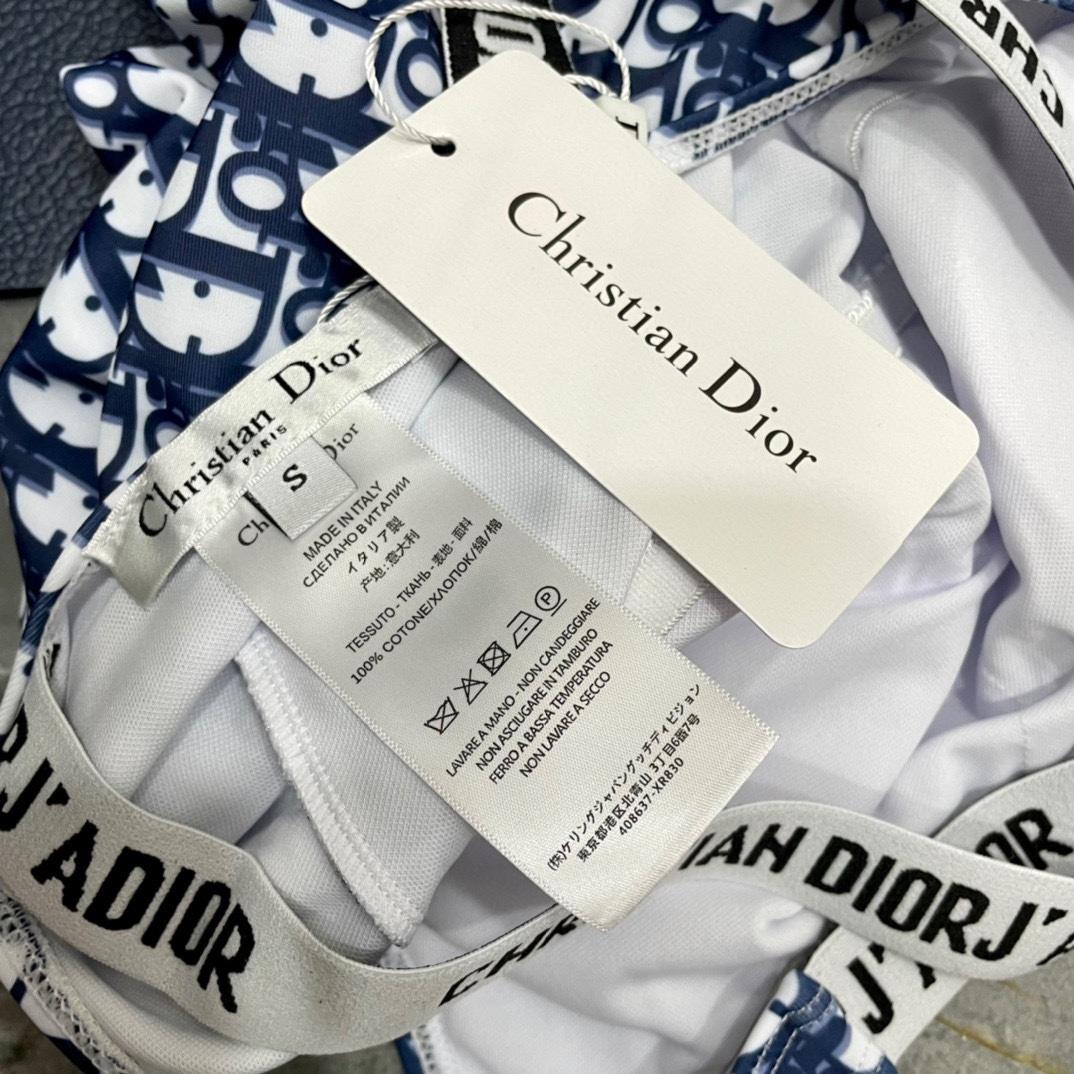 Christian Dior
Christian Dior
PARIS
S
Ch
Dior
MADE IN ITALY
СДЕЛАНО В ИТАЛИИ
イタリア製
产地:意大利
TESSUTO - ТКАНЬ - 表地 - 面料
100% COTONE/ХЛОПОК/綿/棉
P
LAVARE A MANO - NON CANDEGGIARE
NON ASCIUGARE IN TAMBURO
FERRO A BASSA TEMPERATURA
NON LAVARE A SECCO
(株)ケリングジャパングッチディビジョン
東京都港区北青山 3丁目6番7号
408637-XR830
J'ADIOR
CHR
IAN DIOR J'A
J'ADIOR
CHR